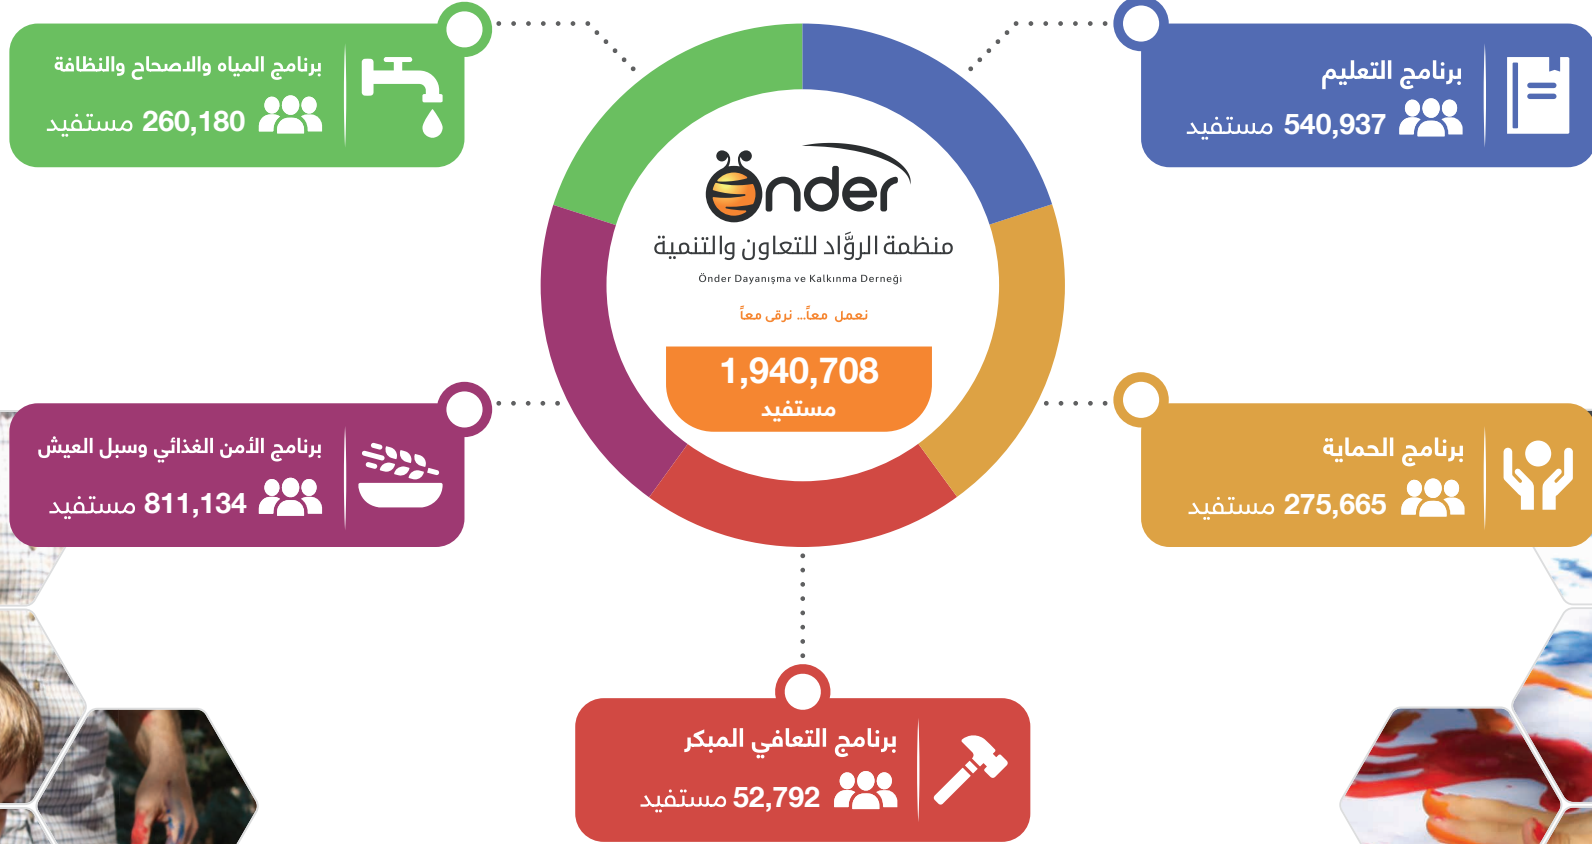 برنامج المياه والاصحاح والنظافة
260,180 مستفيد
برنامج التعليم
540,937 مستفيد
önder
منظمة الروَّاد للتعاون والتنمية
Önder Dayanışma ve Kalkınma Derneği
نعمل معاً... نرقى معاً
1,940,708
مستفيد
برنامج الأمن الغذائي وسبل العيش
811,134 مستفيد
برنامج الحماية
275,665 مستفيد
برنامج التعافي المبكر
52,792 مستفيد